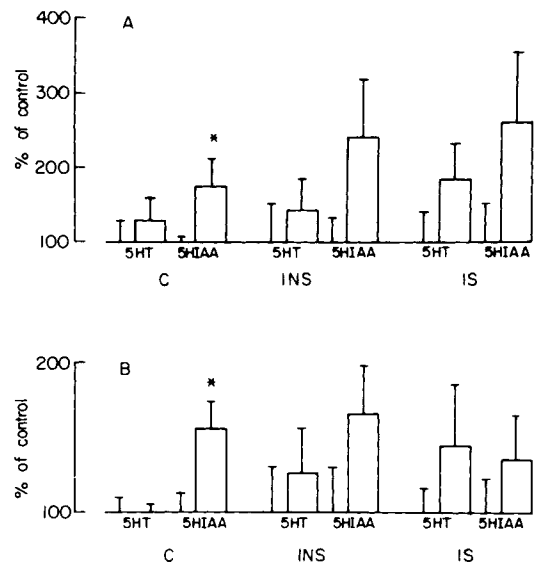 400
A
300
% of control
*
200
100
5HT 5HIAA 5HT 5HIAA 5HT 5HIAA
C INS IS
200
B
*
% of control
100
5HT 5HIAA 5HT 5HIAA 5HT 5HIAA
C INS IS